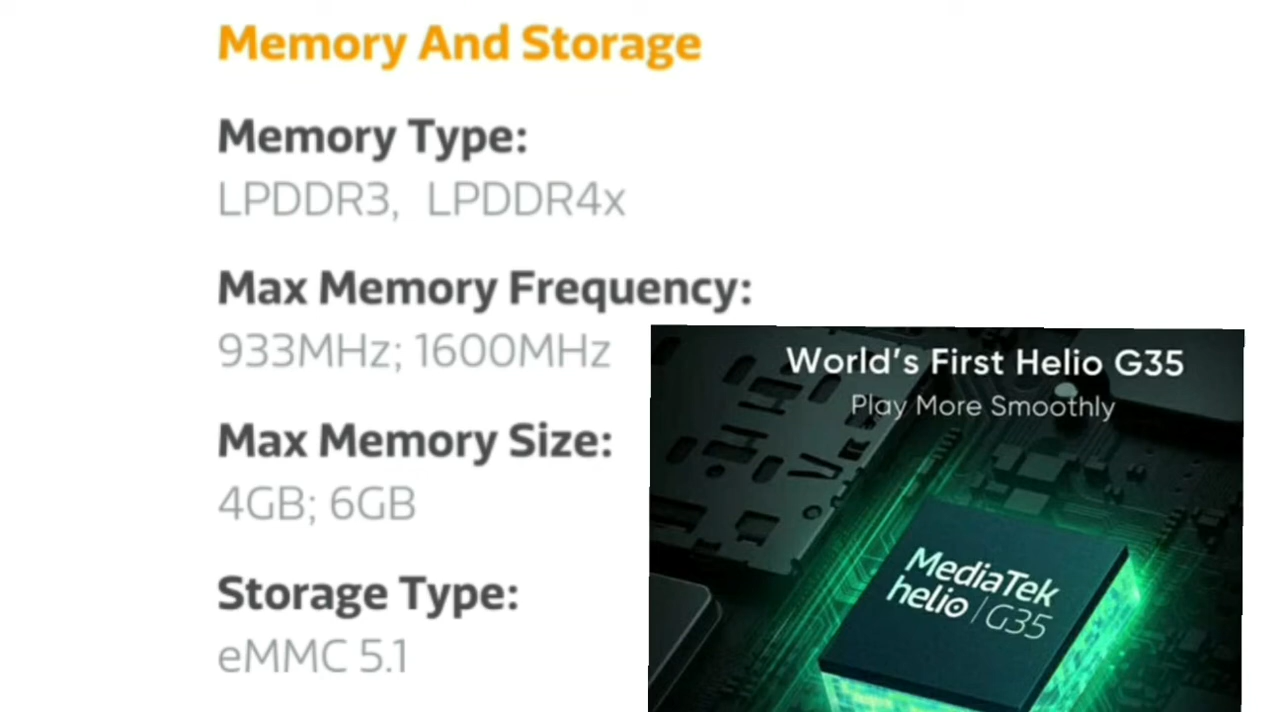 Memory And Storage
Memory Type:
LPDDR3, LPDDR4x
Max Memory Frequency:
933MHz; 1600MHz
Max Memory Size:
4GB; 6GB
Storage Type:
eMMC 5.1
World's First Helio G35
Play More Smoothly
MediaTek
helio | G35